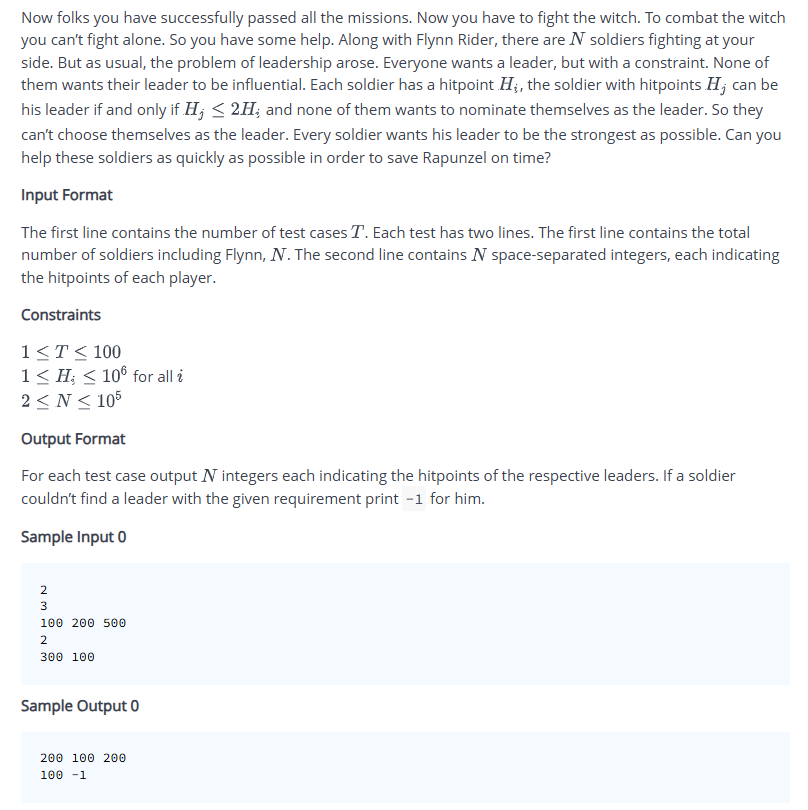 Now folks you have successfully passed all the missions. Now you have to fight the witch. To combat the witch
you can't fight alone. So you have some help. Along with Flynn Rider, there are N soldiers fighting at your
side. But as usual, the problem of leadership arose. Everyone wants a leader, but with a constraint. None of
them wants their leader to be influential. Each soldier has a hitpoint H_i, the soldier with hitpoints H_j can be
his leader if and only if H_j ≤ 2H_i and none of them wants to nominate themselves as the leader. So they
can't choose themselves as the leader. Every soldier wants his leader to be the strongest as possible. Can you
help these soldiers as quickly as possible in order to save Rapunzel on time?
Input Format
The first line contains the number of test cases T. Each test has two lines. The first line contains the total
number of soldiers including Flynn, N. The second line contains N space-separated integers, each indicating
the hitpoints of each player.
Constraints
1 ≤ T ≤ 100
1 ≤ H_i ≤ 10^6 for all i
2 ≤ N ≤ 10^5
Output Format
For each test case output N integers each indicating the hitpoints of the respective leaders. If a soldier
couldn't find a leader with the given requirement print -1 for him.
Sample Input 0
2
3
100 200 500
2
300 100
Sample Output 0
200 100 200
100 -1